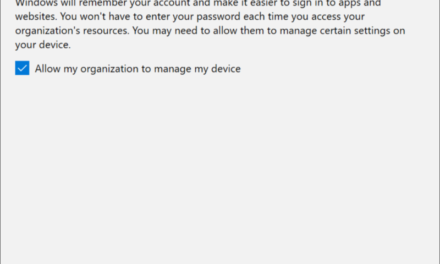 Windows will remember your account and make it easier to sign in to apps and
websites. You won't have to enter your password each time you access your
organization's resources. You may need to allow them to manage certain settings on
your device.
Allow my organization to manage my device